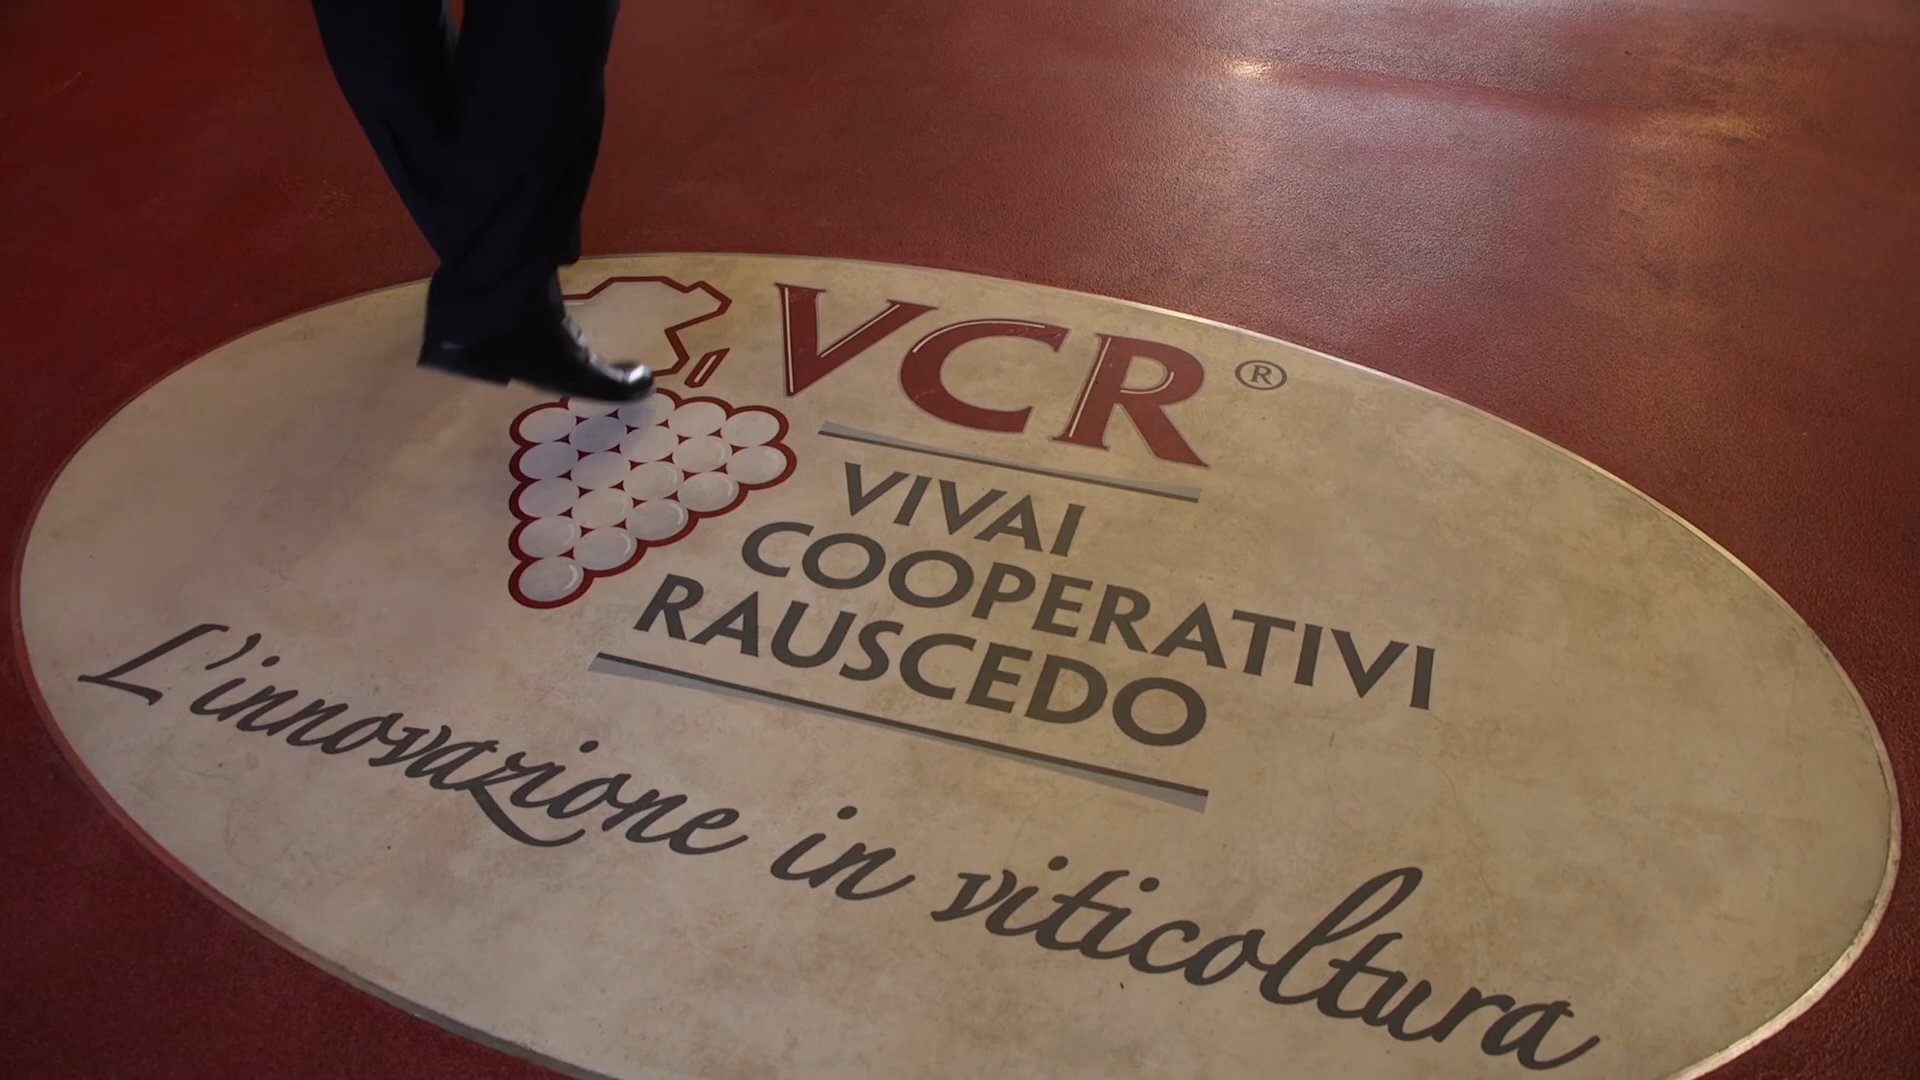 VCR®
VIVAI
COOPERATIVI
RAUSCEDO
L'innovazione in viticoltura